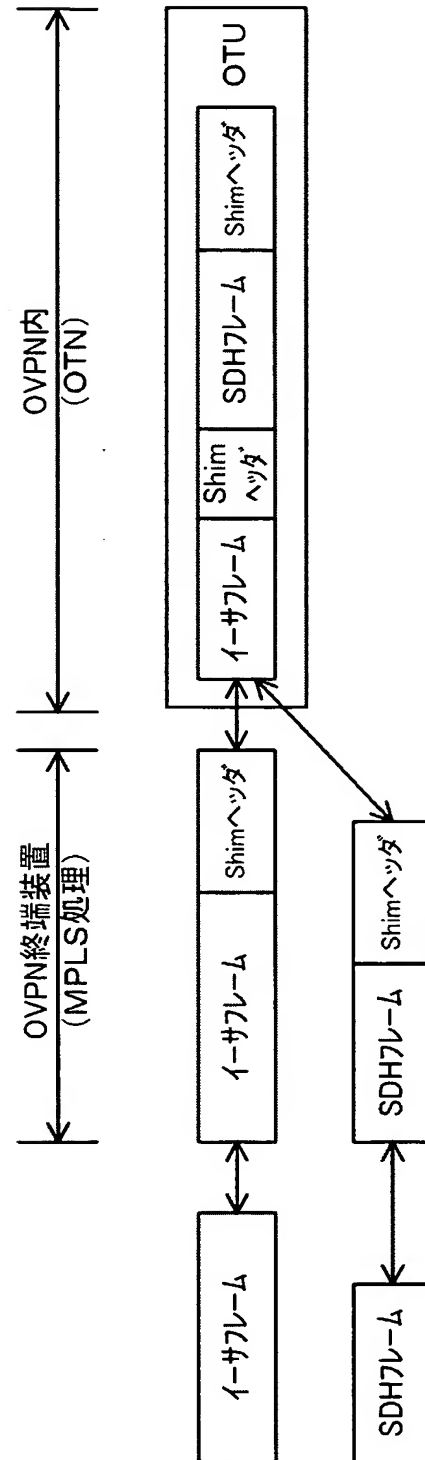 OVPN終端装置
(MPLS処理)
OVPN内
(OTN)
イーサフレーム
イーサフレーム
Shimヘッダ
イーサフレーム
Shim
ヘッダ
SDHフレーム
Shimヘッダ
OTU
SDHフレーム
SDHフレーム
Shimヘッダ